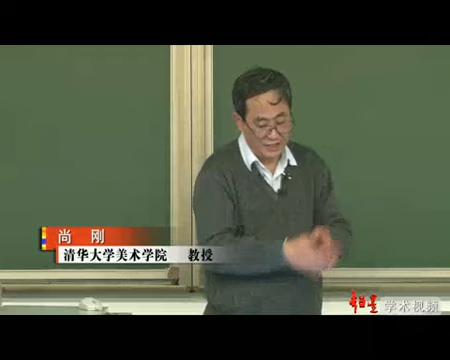 尚 刚
清华大学美术学院 教授
学术视频